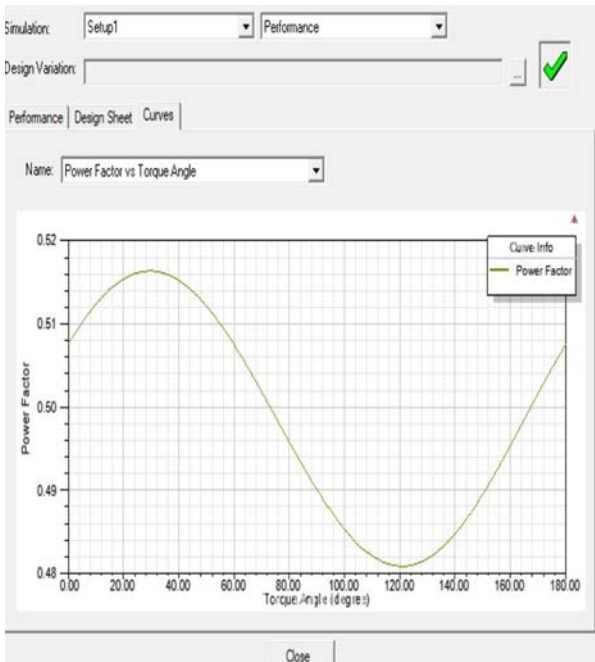 Simulation: Setup1 Performance
Design Variation: ...
Performance Design Sheet Curves
Name: Power Factor vs Torque Angle
Curve Info
Power Factor
0.52
0.51
0.50
0.49
0.48
Power Factor
0.00 20.00 40.00 60.00 80.00 100.00 120.00 140.00 160.00 180.00
Torque Angle (degree)
Close